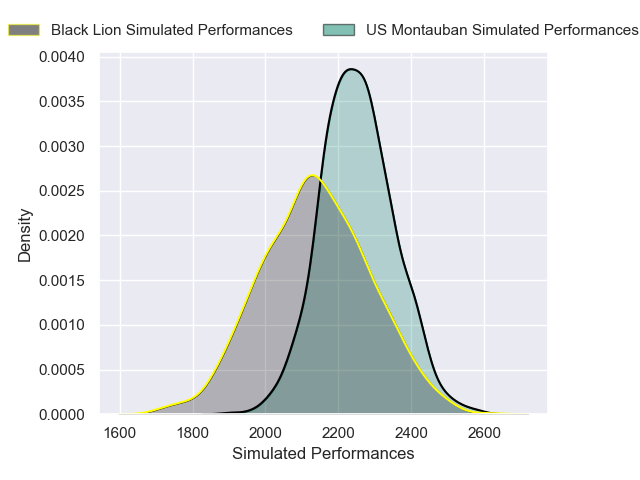 Black Lion Simulated Performances
US Montauban Simulated Performances
0.0040
0.0035
0.0030
0.0025
0.0020
0.0015
0.0010
0.0005
0.0000
Density
1600 1800 2000 2200 2400 2600
Simulated Performances